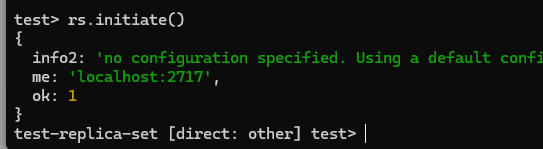 test> rs.initiate()
{
  info2: 'no configuration specified. Using a default confi
  me: 'localhost:2717',
  ok: 1
}
test-replica-set [direct: other] test>